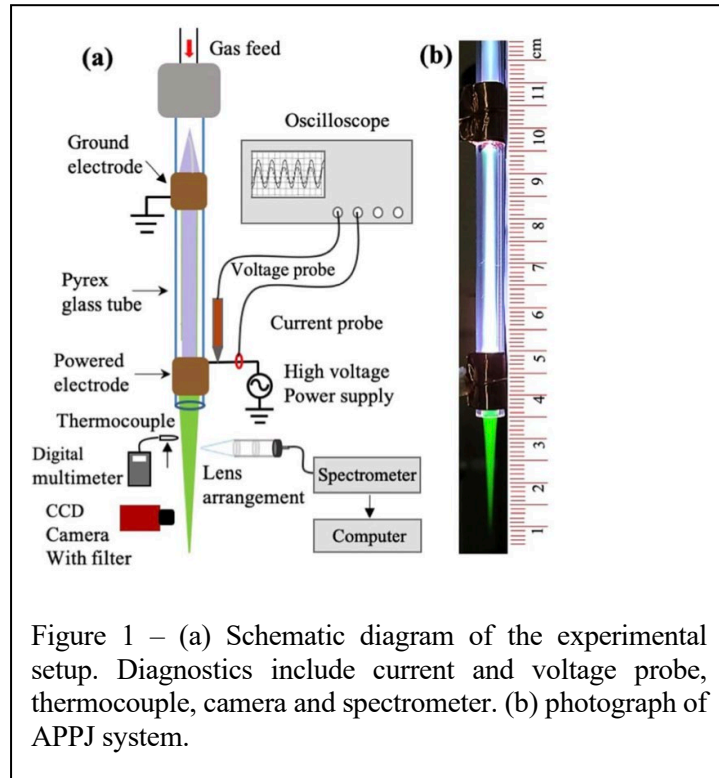 (a)
Gas feed
Ground
electrode
Oscilloscope
Pyrex
glass tube
Voltage probe
Current probe
Powered
electrode
High voltage
Power supply
Thermocouple
Digital
multimeter
Lens
arrangement
Spectrometer
CCD
Camera
With filter
Computer
(b)
cm
11
10
9
8
7
6
5
4
3
2
1
Figure 1 – (a) Schematic diagram of the experimental
setup. Diagnostics include current and voltage probe,
thermocouple, camera and spectrometer. (b) photograph of
APPJ system.